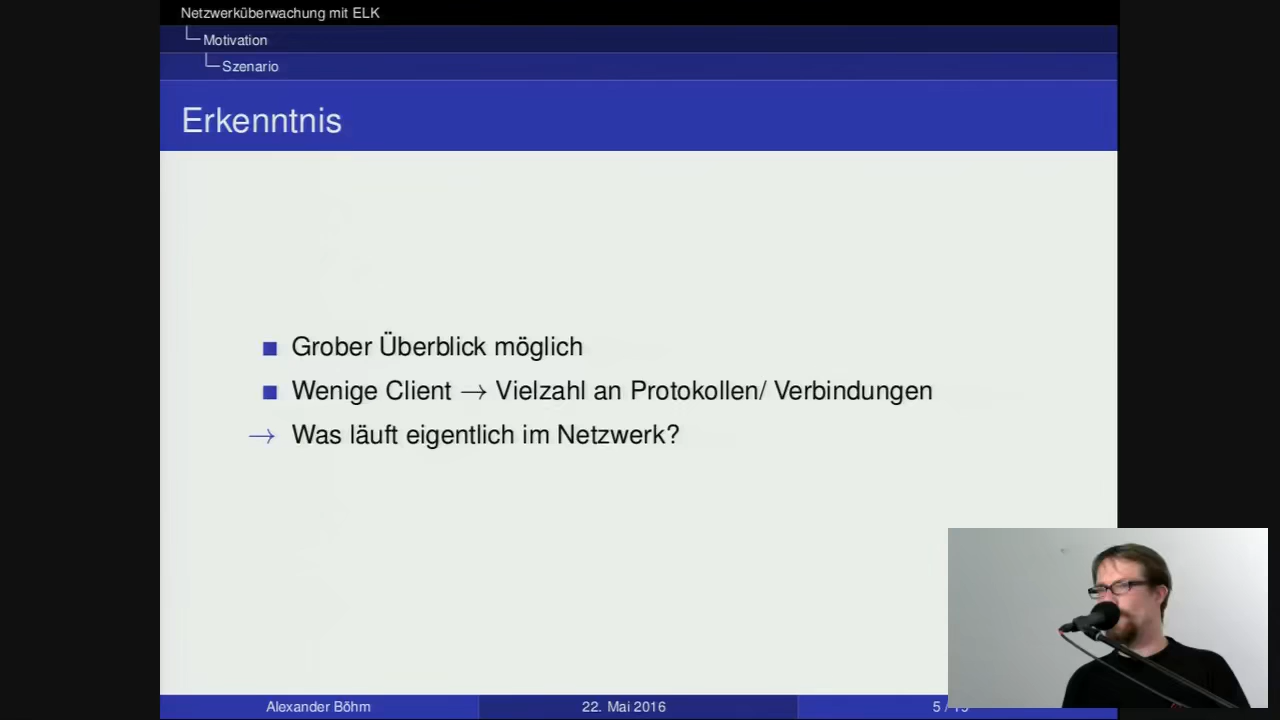 Netzwerküberwachung mit ELK
Motivation
Szenario
Erkenntnis
Grober Überblick möglich
Wenige Client → Vielzahl an Protokollen/ Verbindungen
→ Was läuft eigentlich im Netzwerk?
Alexander Böhm
22. Mai 2016
5 /